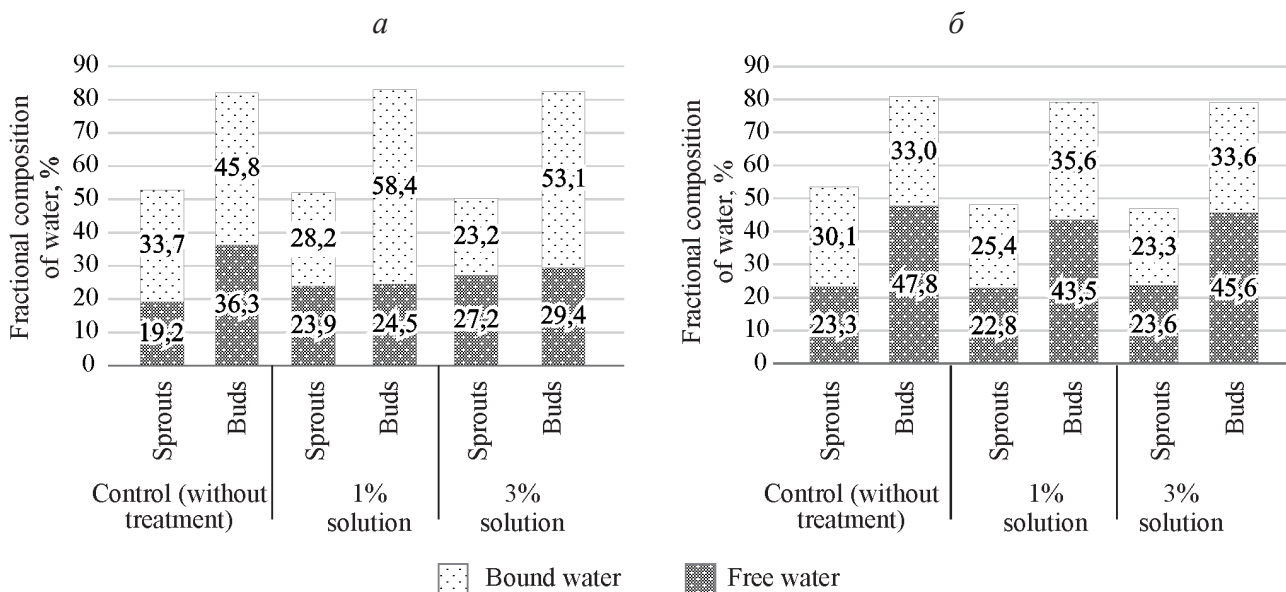 а
Fractional composition
of water, %
90
80
70
60
50
40
30
20
10
0
45,8
58,4
53,1
33,7
28,2
23,2
36,3
19,2
23,9
24,5
27,2
29,4
Sprouts
Buds
Sprouts
Buds
Sprouts
Buds
Control (without
treatment)
1%
solution
3%
solution
б
Fractional composition
of water, %
90
80
70
60
50
40
30
20
10
0
33,0
35,6
33,6
30,1
25,4
23,3
47,8
43,5
45,6
23,3
22,8
23,6
Sprouts
Buds
Sprouts
Buds
Sprouts
Buds
Control (without
treatment)
1%
solution
3%
solution
Bound water
Free water